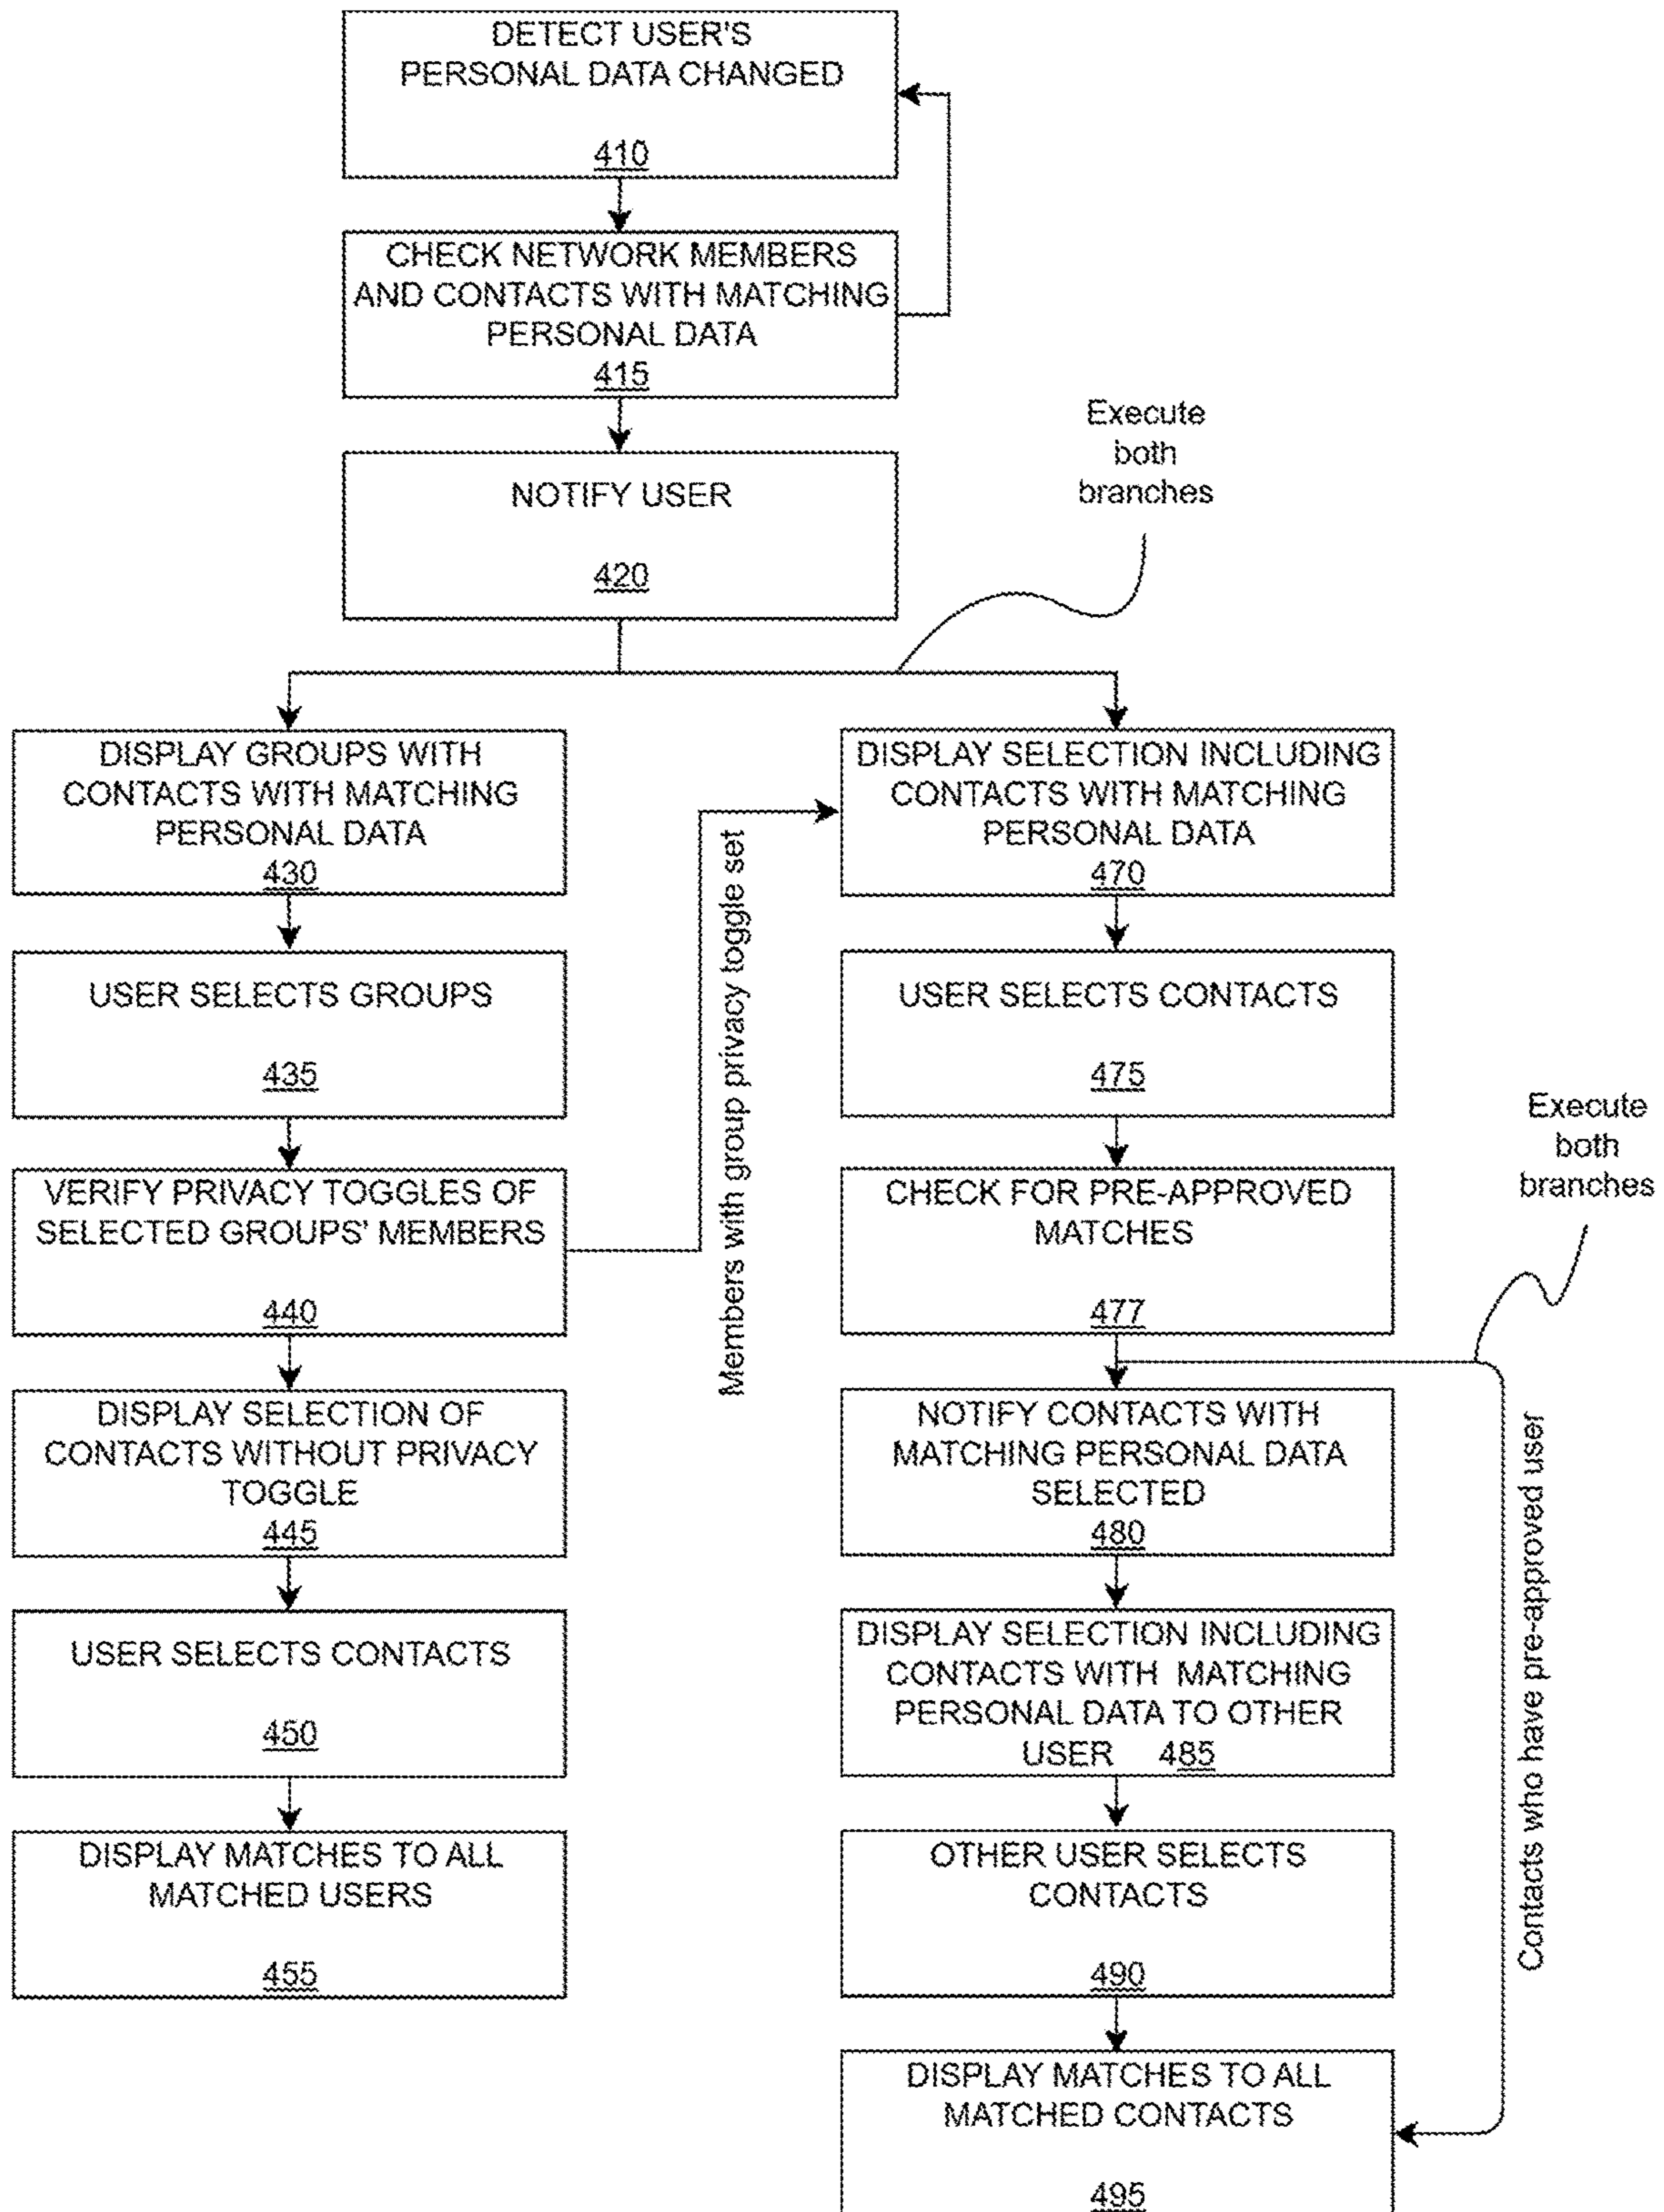 DETECT USER'S
PERSONAL DATA CHANGED
410
CHECK NETWORK MEMBERS
AND CONTACTS WITH MATCHING
PERSONAL DATA
415
NOTIFY USER
420
Execute
both
branches
DISPLAY GROUPS WITH
CONTACTS WITH MATCHING
PERSONAL DATA
430
USER SELECTS GROUPS
435
VERIFY PRIVACY TOGGLES OF
SELECTED GROUPS' MEMBERS
440
DISPLAY SELECTION OF
CONTACTS WITHOUT PRIVACY
TOGGLE
445
USER SELECTS CONTACTS
450
DISPLAY MATCHES TO ALL
MATCHED USERS
455
Members with group privacy toggle set
DISPLAY SELECTION INCLUDING
CONTACTS WITH MATCHING
PERSONAL DATA
470
USER SELECTS CONTACTS
475
CHECK FOR PRE-APPROVED
MATCHES
477
Execute
both
branches
NOTIFY CONTACTS WITH
MATCHING PERSONAL DATA
SELECTED
480
DISPLAY SELECTION INCLUDING
CONTACTS WITH MATCHING
PERSONAL DATA TO OTHER
USER 485
OTHER USER SELECTS
CONTACTS
490
Contacts who have pre-approved user
DISPLAY MATCHES TO ALL
MATCHED CONTACTS
495